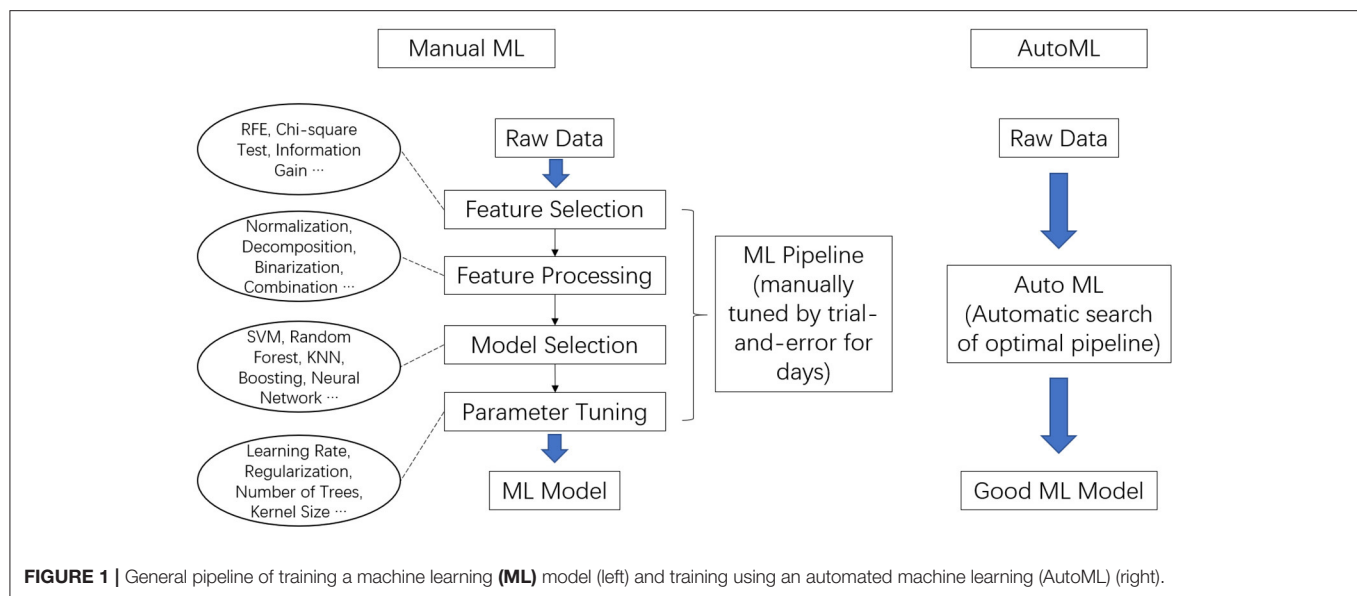 Manual ML
AutoML
RFE, Chi-square
Test, Information
Gain ···
Raw Data
Feature Selection
Normalization,
Decomposition,
Binarization,
Combination ···
Feature Processing
SVM, Random
Forest, KNN,
Boosting, Neural
Network ···
Model Selection
Learning Rate,
Regularization,
Number of Trees,
Kernel Size ···
Parameter Tuning
ML Model
ML Pipeline
(manually
tuned by trial-
and-error for
days)
Raw Data
Auto ML
(Automatic search
of optimal pipeline)
Good ML Model
FIGURE 1 | General pipeline of training a machine learning (ML) model (left) and training using an automated machine learning (AutoML) (right).